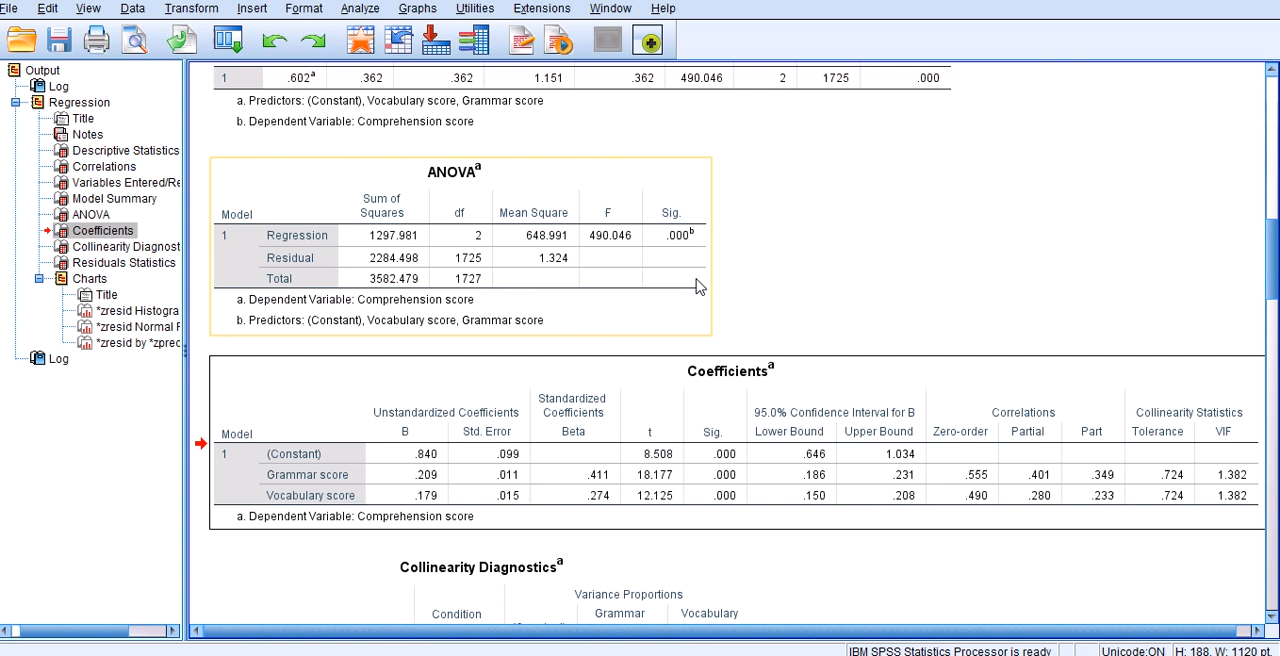 File Edit View Data Transform Insert Format Analyze Graphs Utilities Extensions Window Help
Output
Log
Regression
Title
Notes
Descriptive Statistics
Correlations
Variables Entered/Re
Model Summary
ANOVA
Coefficients
Collinearity Diagnost
Residuals Statistics
Charts
Title
*zresid Histogra
*zresid Normal F
*zresid by *zprec
Log
1 .602a .362 .362 1.151 .362 490.046 2 1725 .000
a. Predictors: (Constant), Vocabulary score, Grammar score
b. Dependent Variable: Comprehension score
ANOVAa
Model Sum of Squares df Mean Square F Sig.
1 Regression 1297.981 2 648.991 490.046 .000b
Residual 2284.498 1725 1.324
Total 3582.479 1727
a. Dependent Variable: Comprehension score
b. Predictors: (Constant), Vocabulary score, Grammar score
Coefficientsa
Unstandardized Coefficients Standardized Coefficients 95.0% Confidence Interval for B Correlations Collinearity Statistics
Model B Std. Error Beta t Sig. Lower Bound Upper Bound Zero-order Partial Part Tolerance VIF
1 (Constant) .840 .099 8.508 .000 .646 1.034
Grammar score .209 .011 .411 18.177 .000 .186 .231 .555 .401 .349 .724 1.382
Vocabulary score .179 .015 .274 12.125 .000 .150 .208 .490 .280 .233 .724 1.382
a. Dependent Variable: Comprehension score
Collinearity Diagnosticsa
Variance Proportions
Condition Grammar Vocabulary
IBM SPSS Statistics Processor is ready Unicode:ON H: 188, W: 1120 pt.